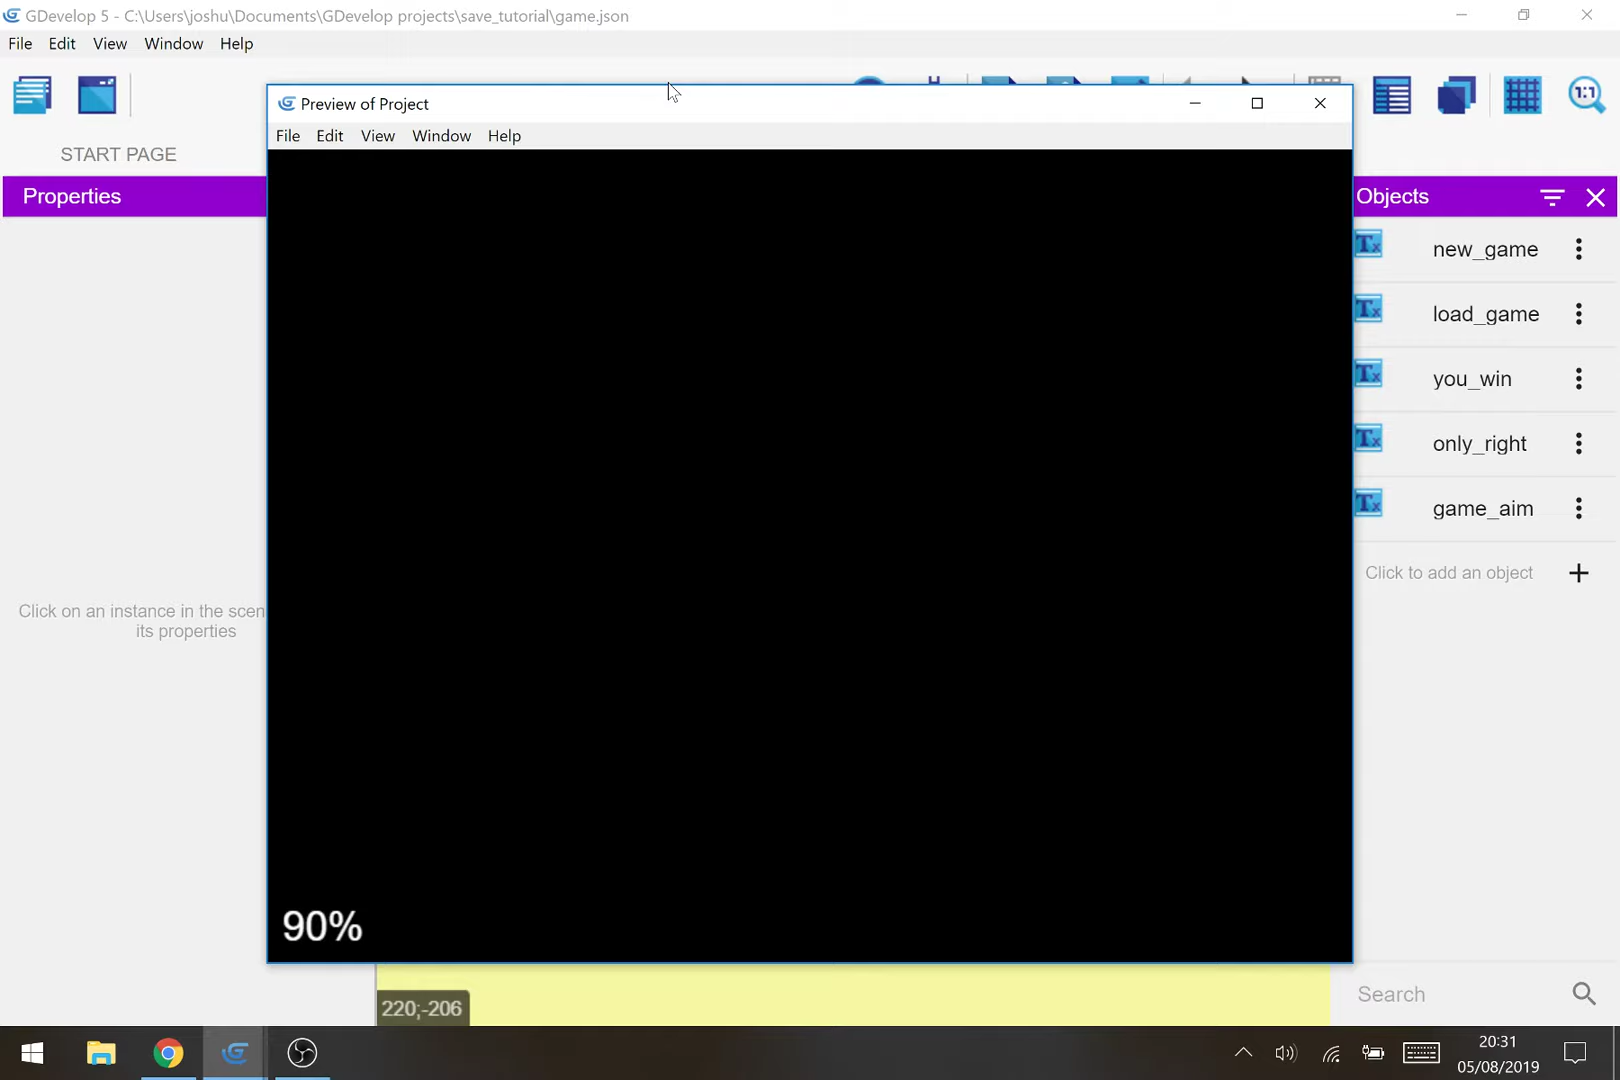 GDevelop 5 - C:\Users\joshu\Documents\GDevelop projects\save_tutorial\game.json
File Edit View Window Help
1:1
Preview of Project
File Edit View Window Help
START PAGE
Properties
Objects
new_game
load_game
you_win
only_right
game_aim
Click to add an object
Click on an instance in the scen
its properties
90%
220;-206
Search
20:31
05/08/2019